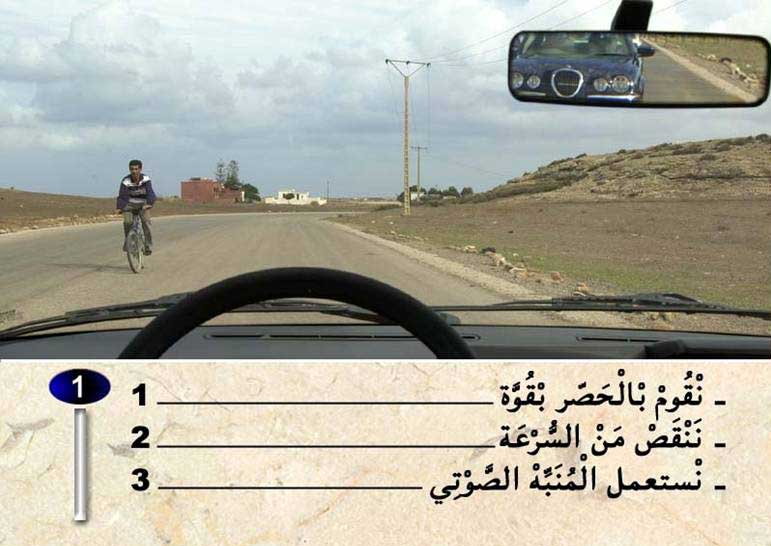 1
- نْقُومْ بْالْحَصّر بْقُوَّة 1
- نَنْقَصْ مَنْ السُّرْعَة 2
- نْستعمل الْمُنَبِّهْ الصَّوْتِي 3